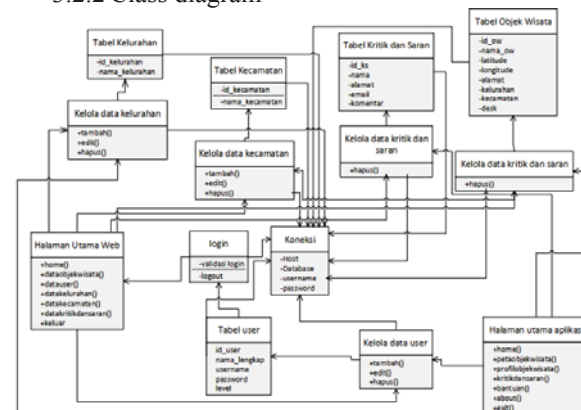 3.2.2 Class diagram
Tabel Kelurahan
-id_kelurahan
-nama_kelurahan
Kelola data kelurahan
+tambah()
+edit()
+hapus()
Tabel Kecamatan
-id_kecamatan
-nama_kecamatan
Kelola data kecamatan
+tambah()
+edit()
+hapus()
Tabel Kritik dan Saran
-id_ks
-nama
-alamat
-email
-komentar
Kelola data kritik dan
saran
+hapus()
Tabel Objek Wisata
-id_ow
-nama_ow
-latitude
-longitude
-alamat
-kelurahan
-kecamatan
-desk
Kelola data kritik dan saran
+hapus()
Halaman Utama Web
+home()
+dataobjekwisata()
+datauser()
+datakelurahan()
+datakecamatan()
+datakritikdansaran()
+keluar
login
-validasi login
-logout
Koneksi
-Host
-Database
-username
-password
Tabel user
id_user
nama_lengkap
username
password
level
Kelola data user
+tambah()
+edit()
+hapus()
Halaman utama aplikas
+home()
+petaobjekwisata()
+profilobjekwisata()
+kritikdansaran()
+bantuan()
+about()
+exit()